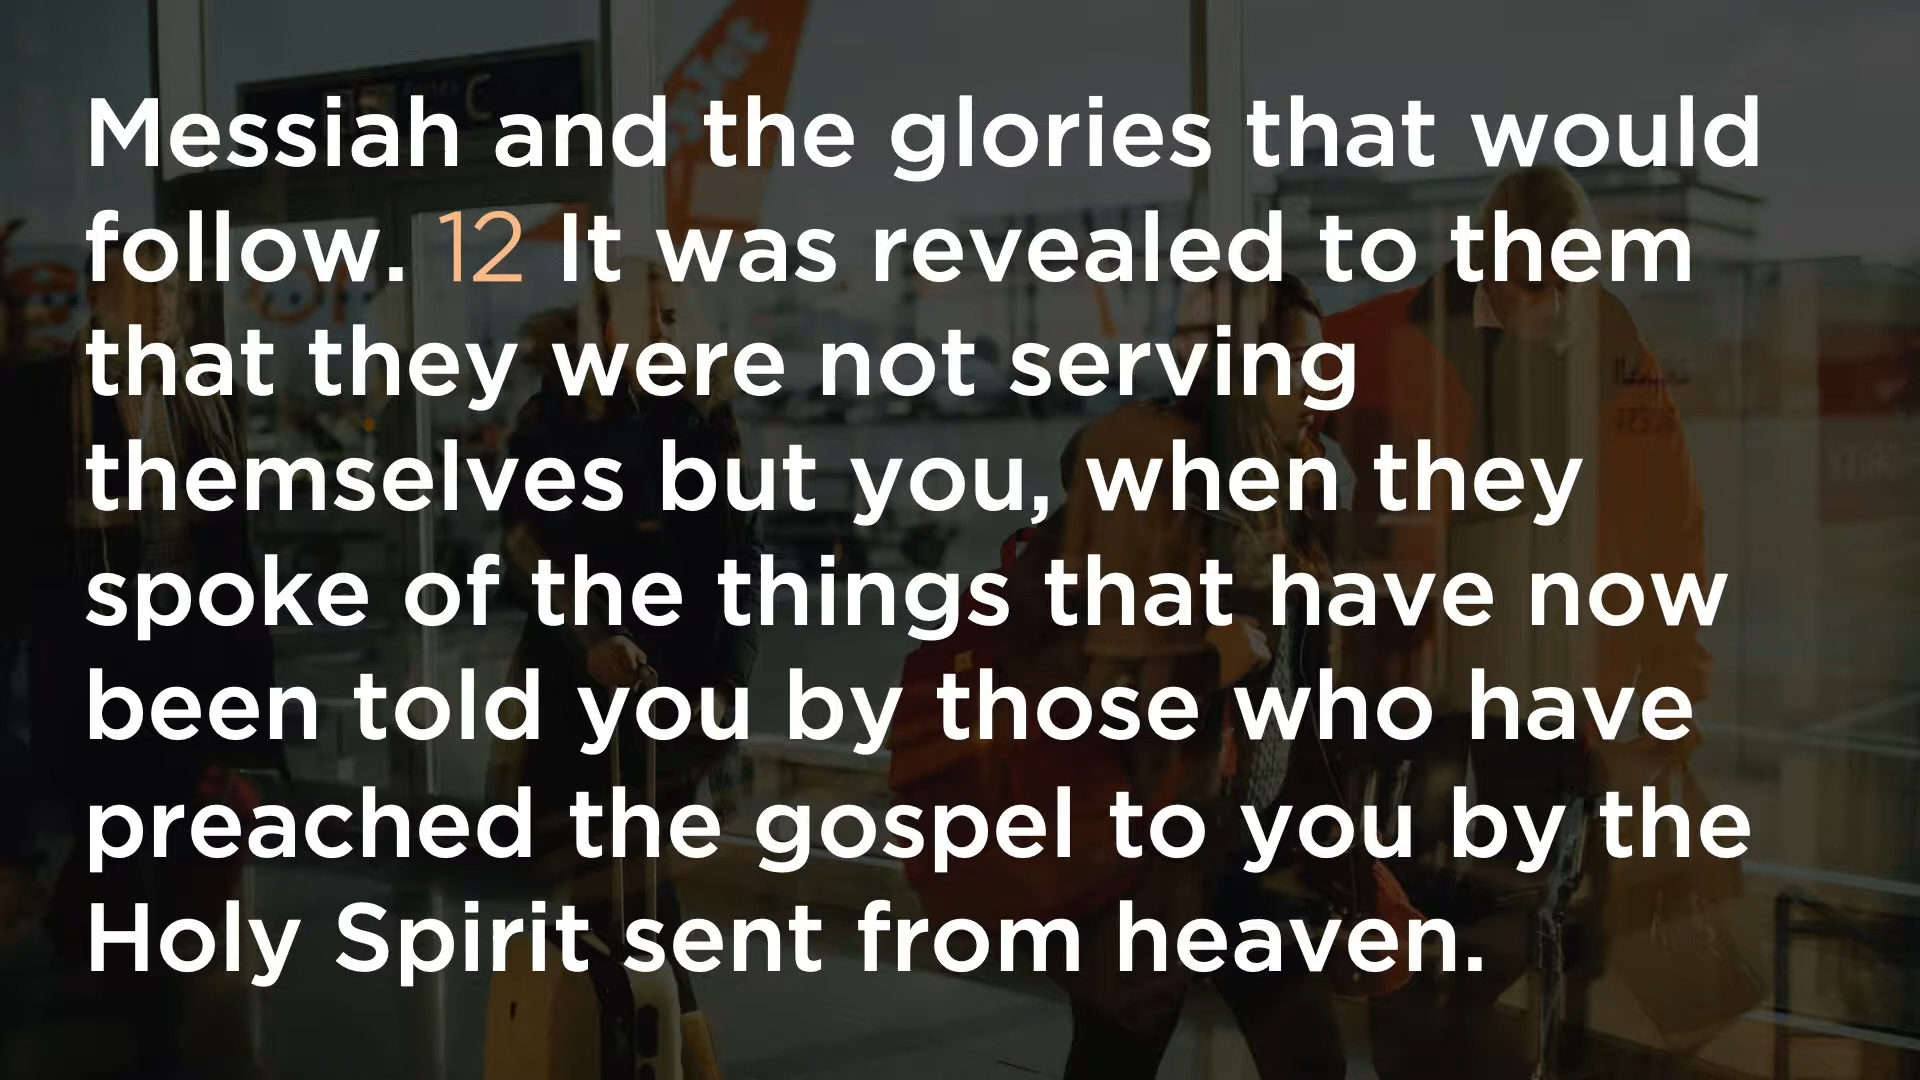 Messiah and the glories that would
follow. 12 It was revealed to them
that they were not serving
themselves but you, when they
spoke of the things that have now
been told you by those who have
preached the gospel to you by the
Holy Spirit sent from heaven.